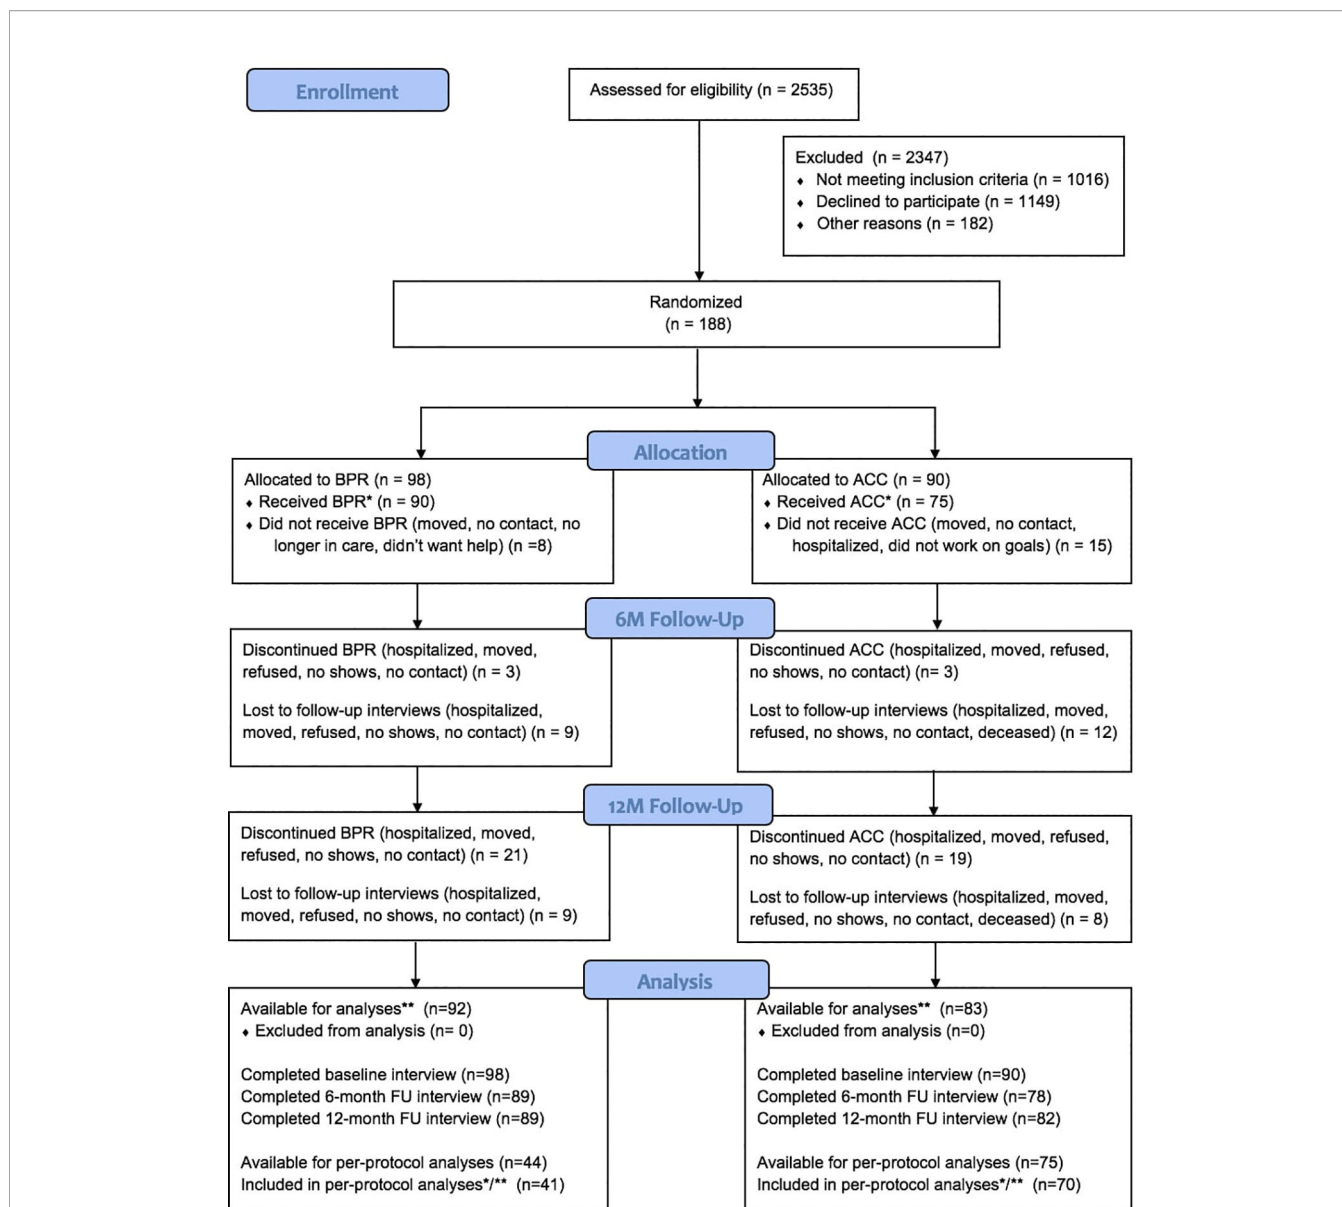 Enrollment
Assessed for eligibility (n = 2535)
Excluded (n = 2347)
♦ Not meeting inclusion criteria (n = 1016)
♦ Declined to participate (n = 1149)
♦ Other reasons (n = 182)
Randomized
(n = 188)
Allocation
Allocated to BPR (n = 98)
♦ Received BPR* (n = 90)
♦ Did not receive BPR (moved, no contact, no
longer in care, didn't want help) (n =8)
Allocated to ACC (n = 90)
♦ Received ACC* (n = 75)
♦ Did not receive ACC (moved, no contact,
hospitalized, did not work on goals) (n = 15)
6M Follow-Up
Discontinued BPR (hospitalized, moved,
refused, no shows, no contact) (n = 3)
Lost to follow-up interviews (hospitalized,
moved, refused, no shows, no contact) (n = 9)
Discontinued ACC (hospitalized, moved, refused,
no shows, no contact) (n= 3)
Lost to follow-up interviews (hospitalized, moved,
refused, no shows, no contact, deceased) (n = 12)
12M Follow-Up
Discontinued BPR (hospitalized, moved,
refused, no shows, no contact) (n = 21)
Lost to follow-up interviews (hospitalized,
moved, refused, no shows, no contact) (n = 9)
Discontinued ACC (hospitalized, moved, refused,
no shows, no contact) (n = 19)
Lost to follow-up interviews (hospitalized, moved,
refused, no shows, no contact, deceased) (n = 8)
Analysis
Available for analyses** (n=92)
♦ Excluded from analysis (n= 0)
Completed baseline interview (n=98)
Completed 6-month FU interview (n=89)
Completed 12-month FU interview (n=89)
Available for per-protocol analyses (n=44)
Included in per-protocol analyses*/** (n=41)
Available for analyses** (n=83)
♦ Excluded from analysis (n=0)
Completed baseline interview (n=90)
Completed 6-month FU interview (n=78)
Completed 12-month FU interview (n=82)
Available for per-protocol analyses (n=75)
Included in per-protocol analyses*/** (n=70)